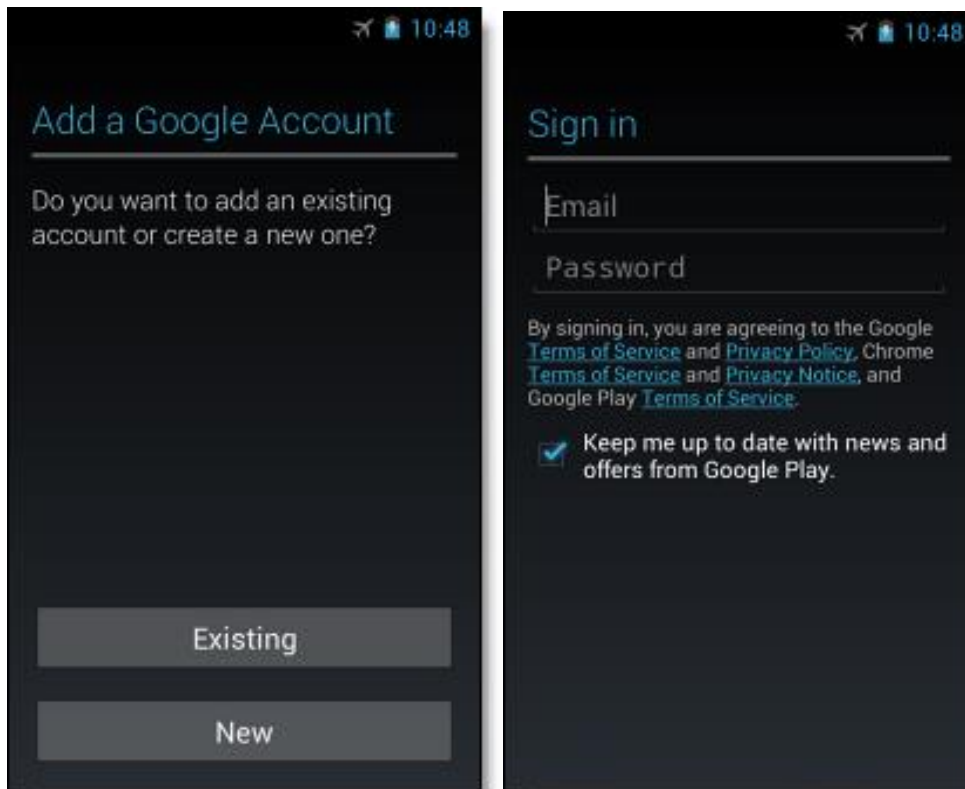 10:48
Add a Google Account
Do you want to add an existing
account or create a new one?
Existing
New
10:48
Sign in
Email
Password
By signing in, you are agreeing to the Google
Terms of Service and Privacy Policy, Chrome
Terms of Service and Privacy Notice, and
Google Play Terms of Service.
Keep me up to date with news and
offers from Google Play.